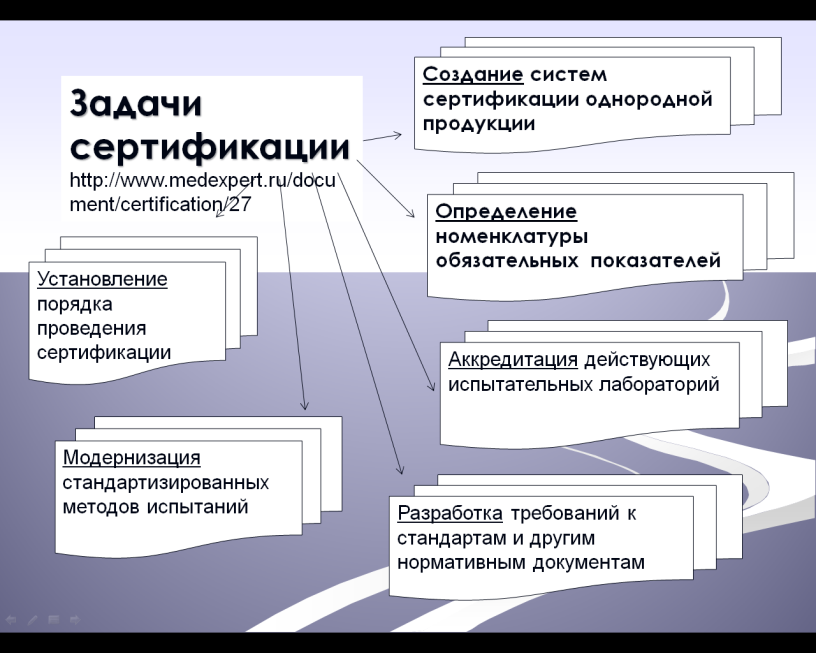 Задачи
сертификации
http://www.medexpert.ru/docu
ment/certification/27
Создание систем
сертификации однородной
продукции
Определение
номенклатуры
обязательных показателей
Установление
порядка
проведения
сертификации
Аккредитация действующих
испытательных лабораторий
Модернизация
стандартизированных
методов испытаний
Разработка требований к
стандартам и другим
нормативным документам